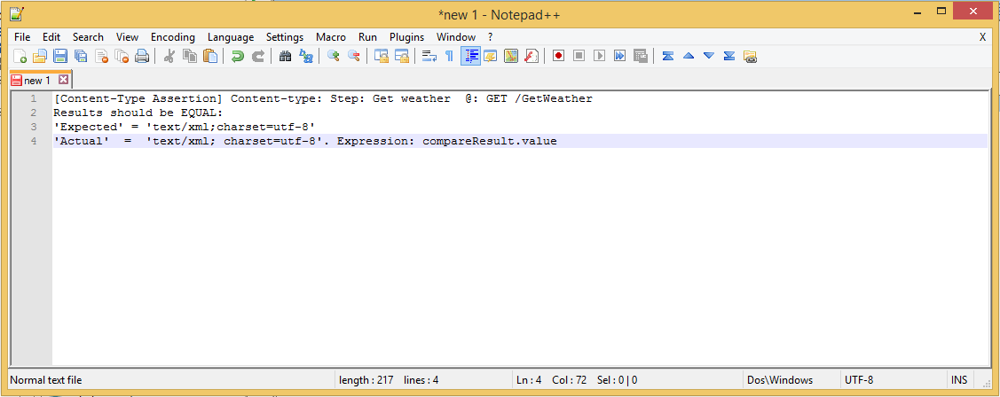 *new 1 - Notepad++
File Edit Search View Encoding Language Settings Macro Run Plugins Window ? X
new 1
1 [Content-Type Assertion] Content-type: Step: Get weather  @: GET /GetWeather
2 Results should be EQUAL:
3 'Expected' = 'text/xml;charset=utf-8'
4 'Actual'  =  'text/xml; charset=utf-8'. Expression: compareResult.value
Normal text file length : 217 lines : 4 Ln : 4 Col : 72 Sel : 0 | 0 Dos\Windows UTF-8 INS